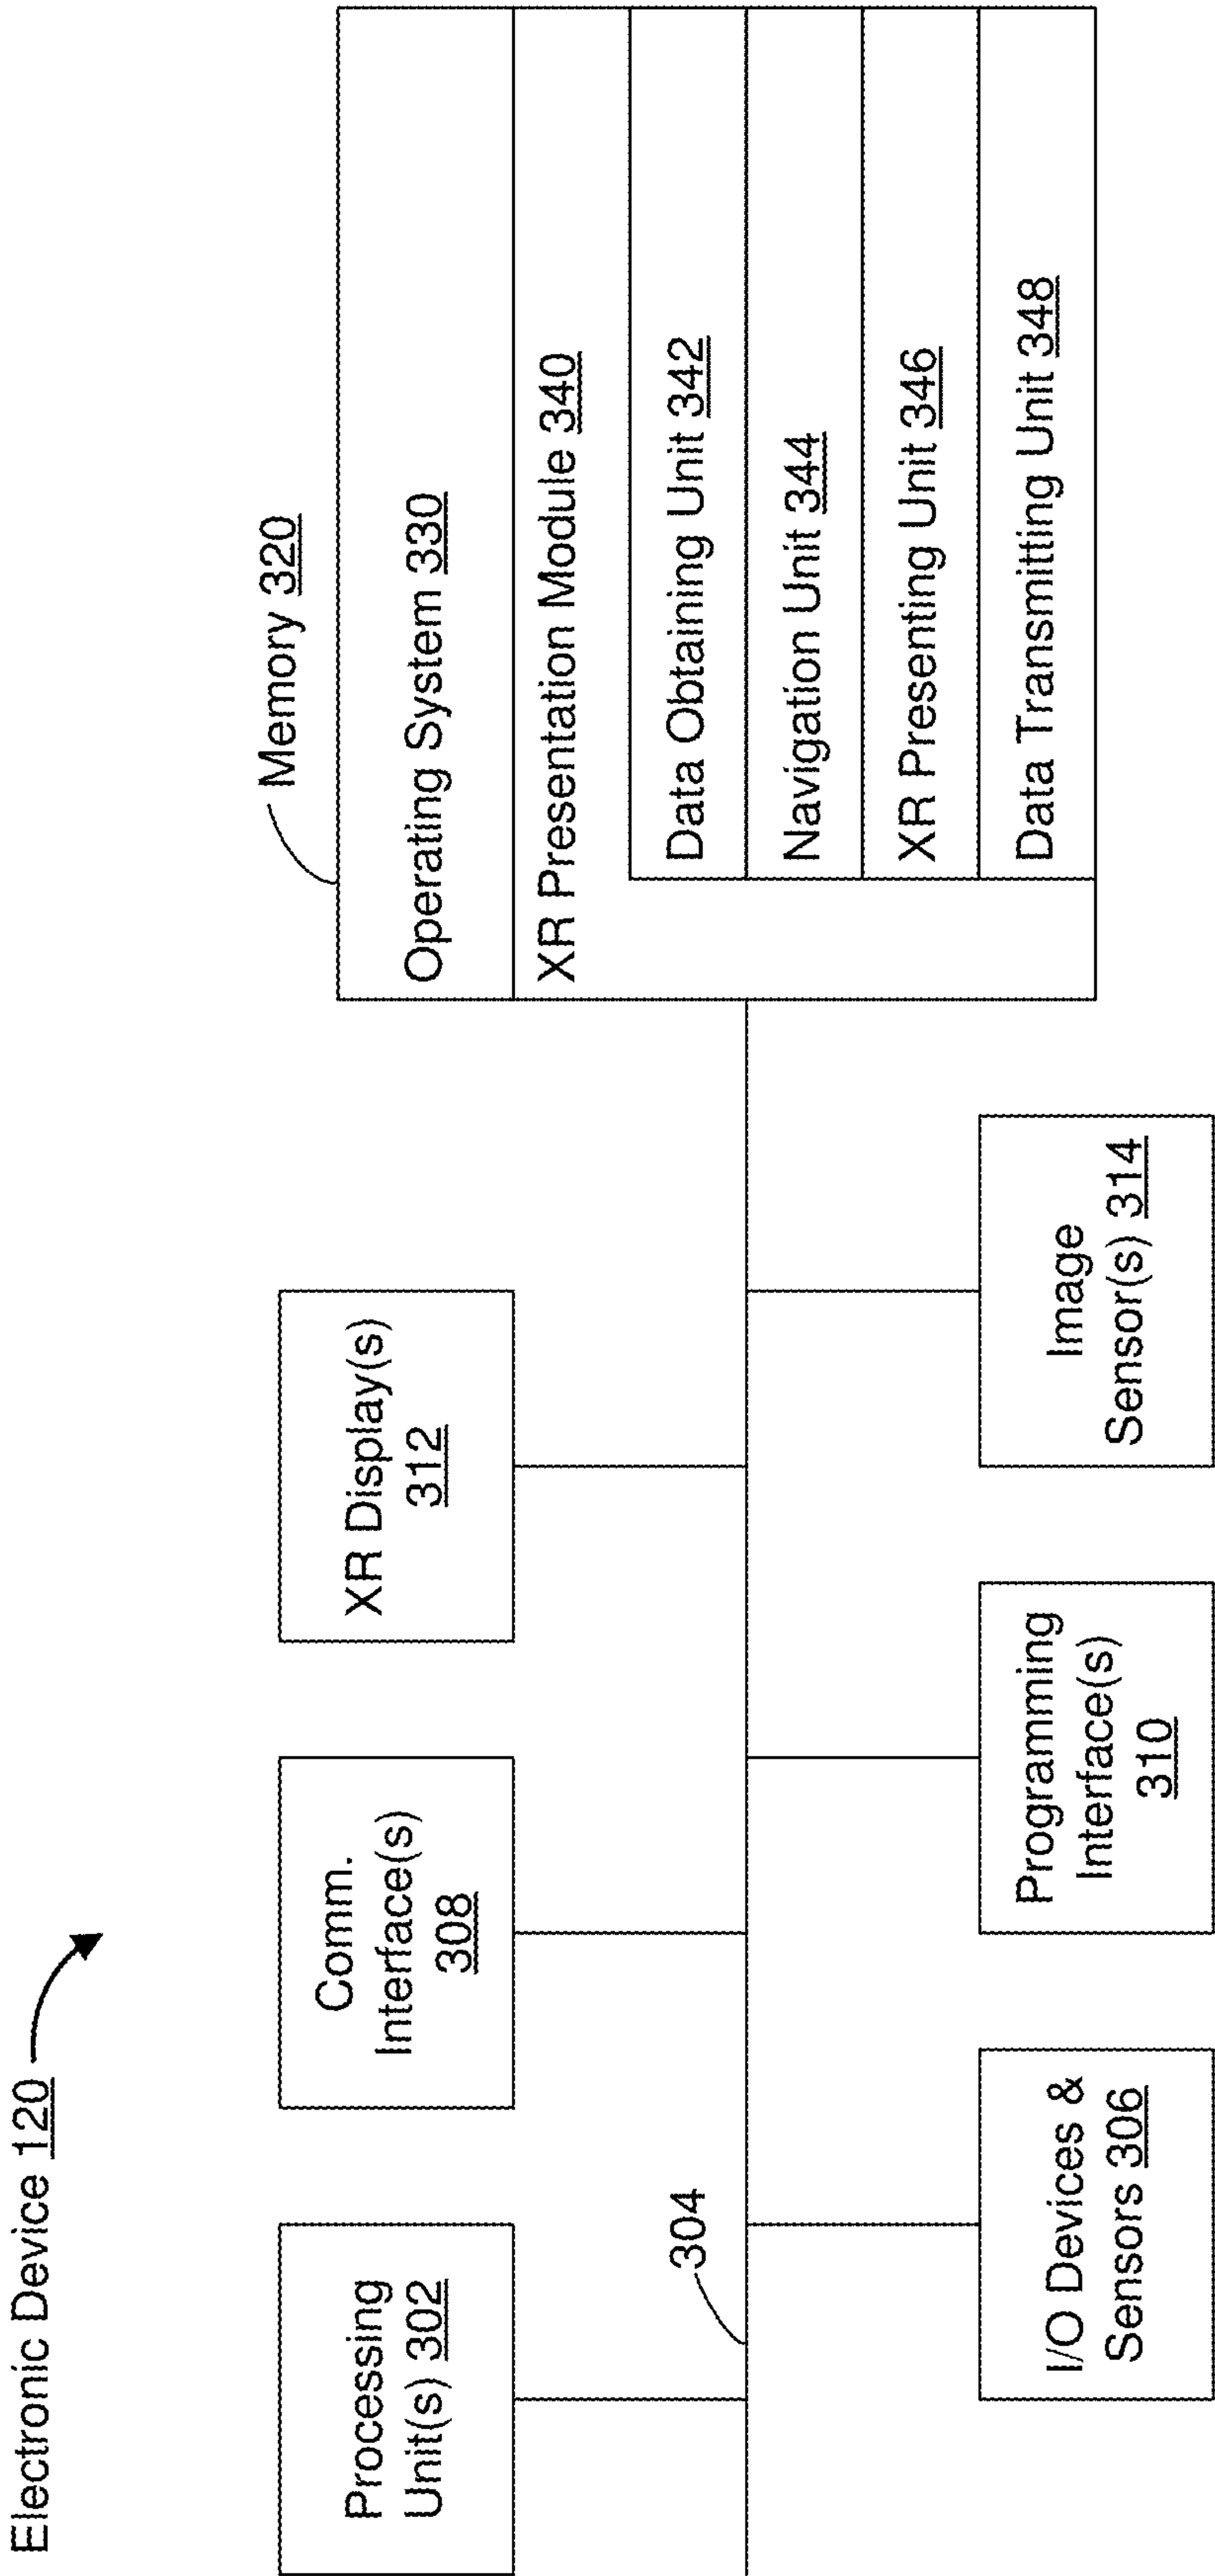 Electronic Device 120
Processing
Unit(s) 302
Comm.
Interface(s)
308
XR Display(s)
312
Memory 320
Operating System 330
XR Presentation Module 340
Data Obtaining Unit 342
Navigation Unit 344
XR Presenting Unit 346
Data Transmitting Unit 348
304
I/O Devices &
Sensors 306
Programming
Interface(s)
310
Image
Sensor(s) 314